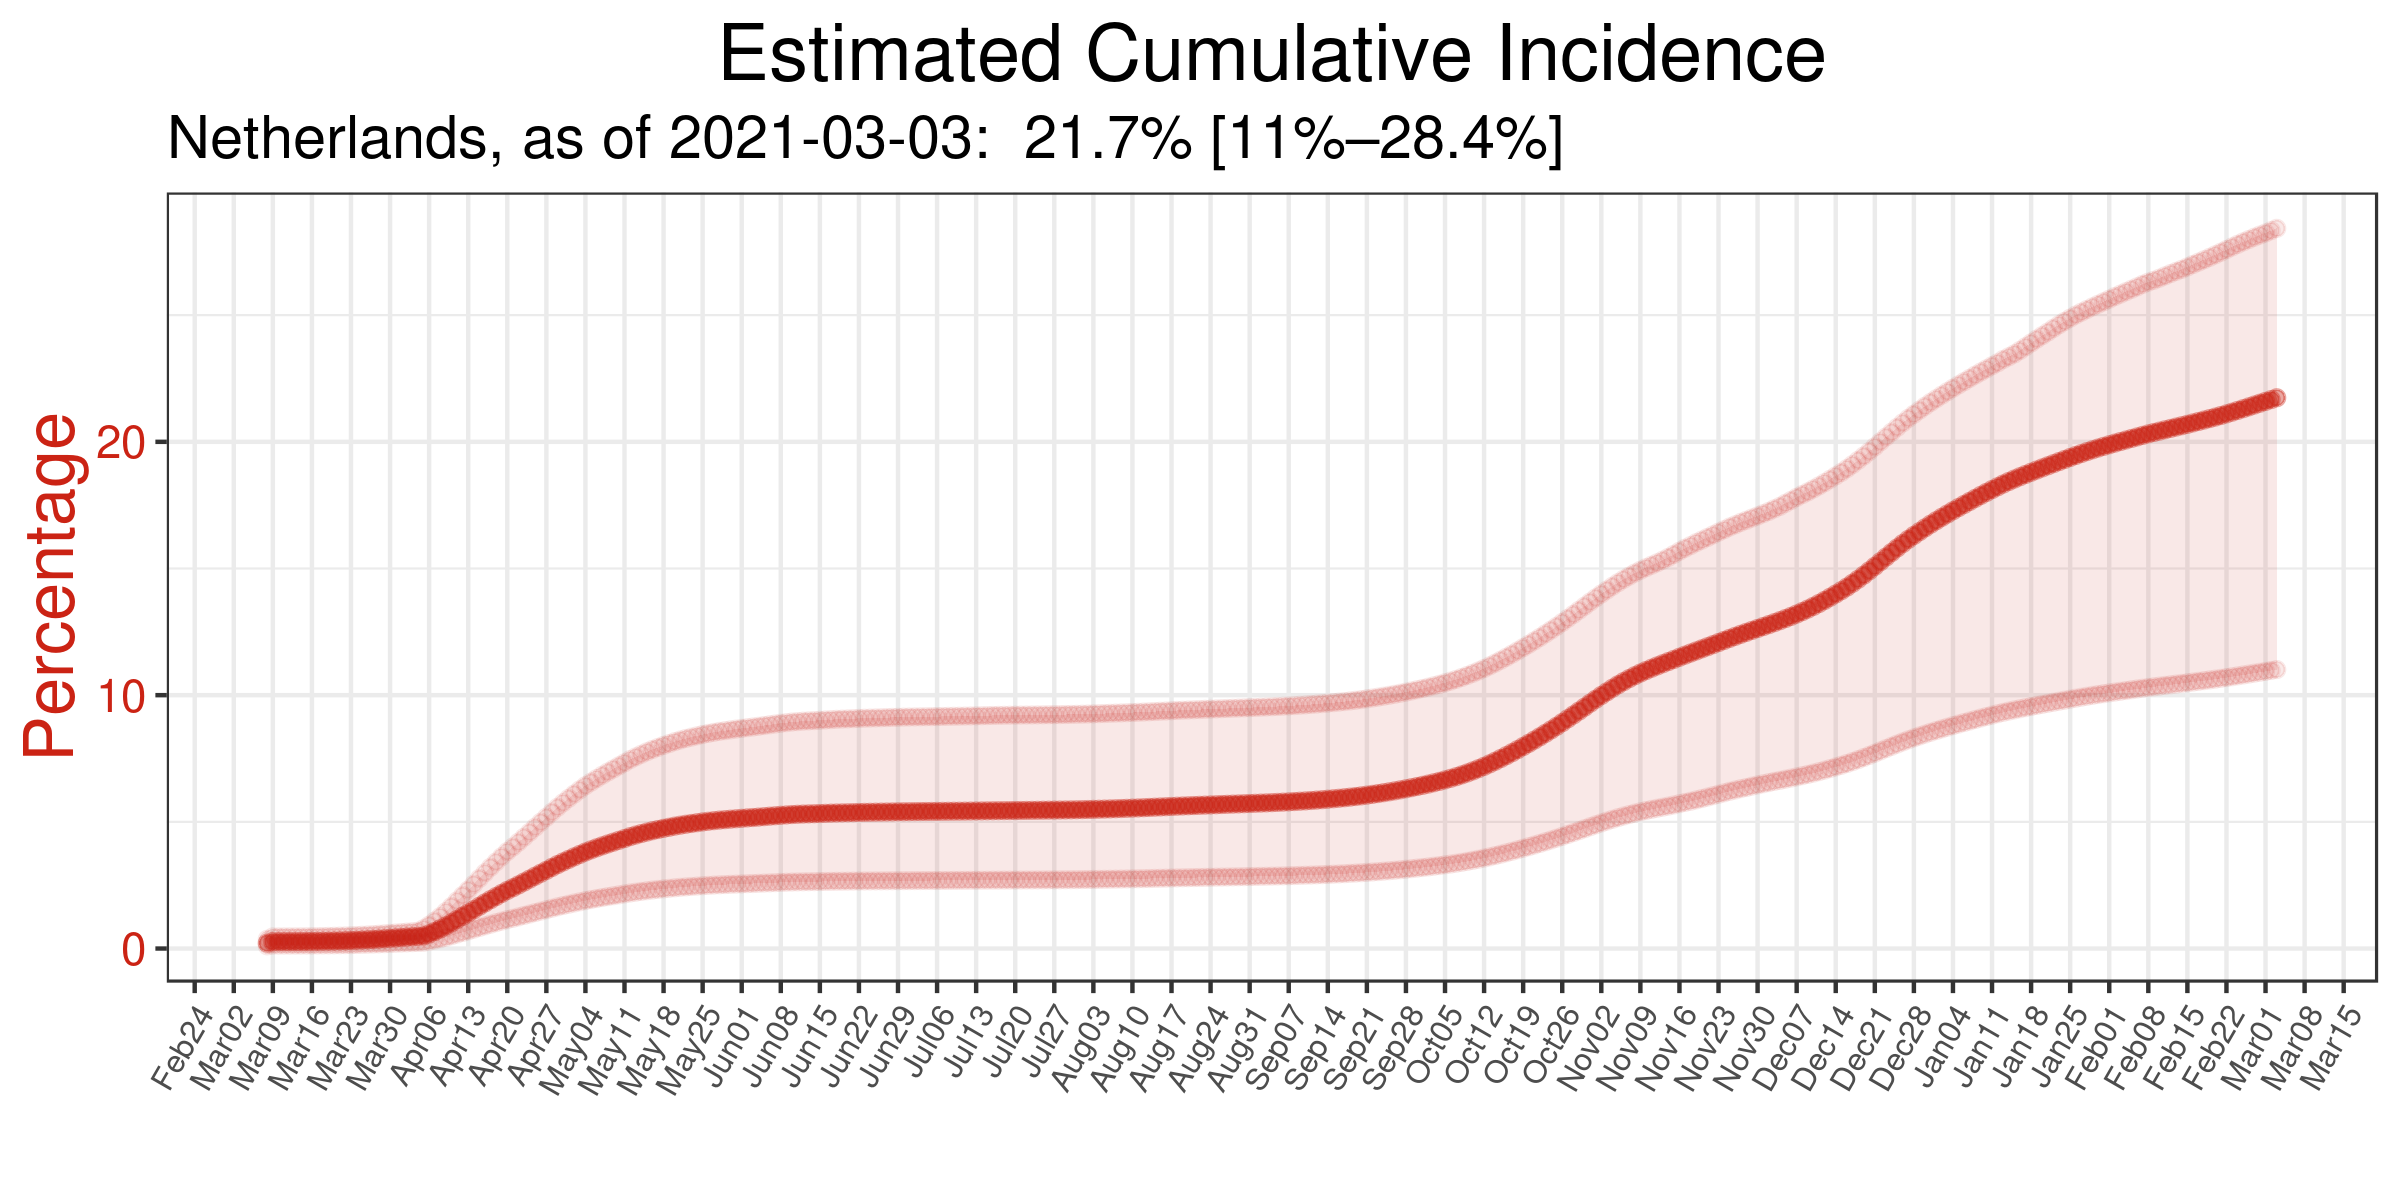 Estimated Cumulative Incidence
Netherlands, as of 2021-03-03:  21.7% [11%–28.4%]
Percentage
20
10
0
Feb24
Mar02
Mar09
Mar16
Mar23
Mar30
Apr06
Apr13
Apr20
Apr27
May04
May11
May18
May25
Jun01
Jun08
Jun15
Jun22
Jun29
Jul06
Jul13
Jul20
Jul27
Aug03
Aug10
Aug17
Aug24
Aug31
Sep07
Sep14
Sep21
Sep28
Oct05
Oct12
Oct19
Oct26
Nov02
Nov09
Nov16
Nov23
Nov30
Dec07
Dec14
Dec21
Dec28
Jan04
Jan11
Jan18
Jan25
Feb01
Feb08
Feb15
Feb22
Mar01
Mar08
Mar15